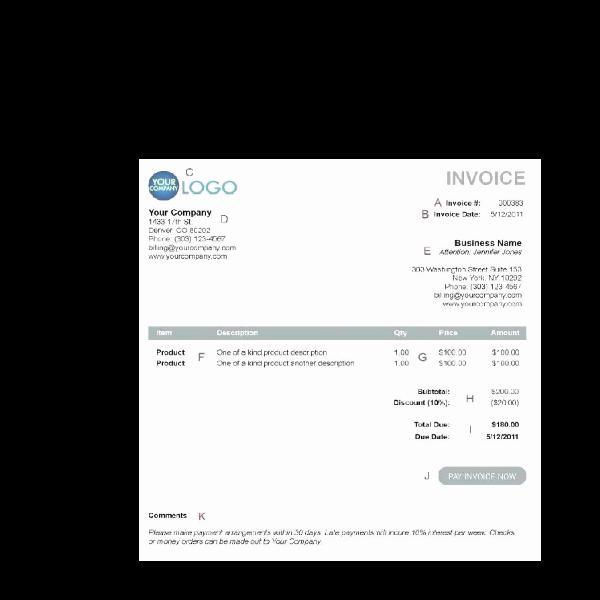 C
YOUR COMPANY LOGO
INVOICE
A Invoice #: 300383
B Invoice Date: 5/12/2011
Your Company D
1433 17th St
Denver, CO 80202
Phone: (303) 123-4567
billing@yourcompany.com
www.yourcompany.com
Business Name
E Attention: Jennifer Jones
303 Washington Street Suite 153
New York, NY 10292
Phone: (303) 123-4567
billing@yourcompany.com
www.yourcompany.com
Item Description Qty Price Amount
Product F One of a kind product description 1.00 G $100.00 $100.00
Product One of a kind product another description 1.00 $100.00 $100.00
Subtotal: H $200.00
Discount (10%): ($20.00)
Total Due: I $180.00
Due Date: 5/12/2011
J PAY INVOICE NOW
Comments K
Please make payment arrangements within 30 days. Late payments will incure 10% interest per week. Checks
or money orders can be made out to Your Company.